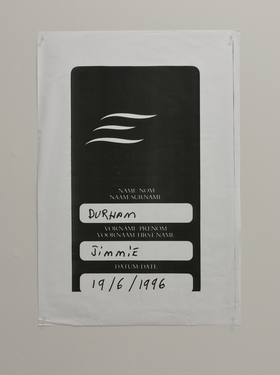 NAME·NOM
NAAM·SURNAME
DURHAM
VORNAME·PRENOM
VOORNAAM·FIRST NAME
JimmiE
DATUM·DATE
19/6/1996